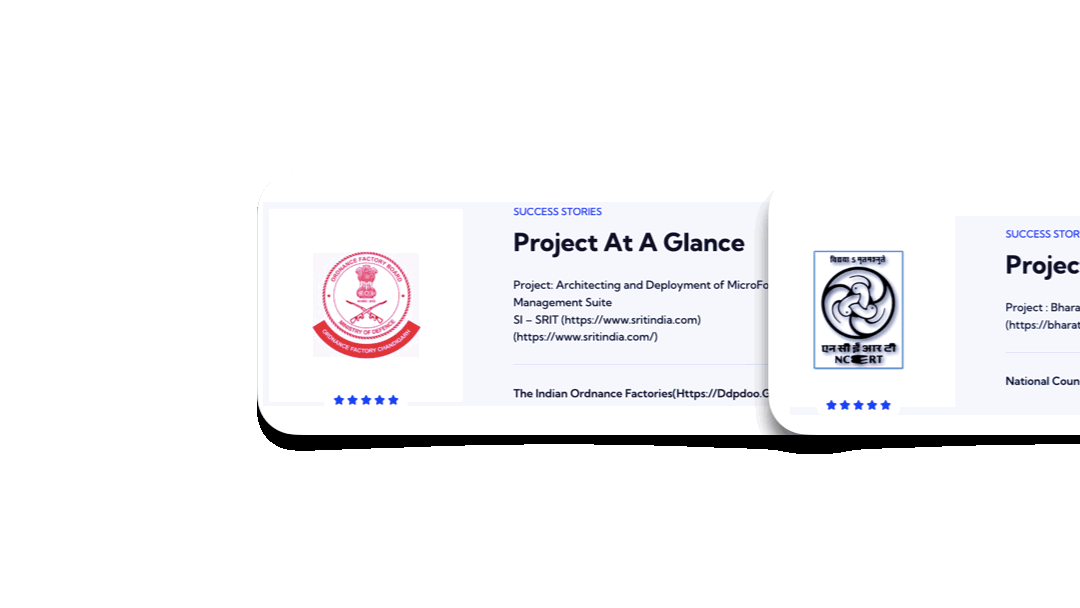 SUCCESS STORIES
Project At A Glance
Project: Architecting and Deployment of MicroFo
Management Suite
SI – SRIT (https://www.sritindia.com)
(https://www.sritindia.com/)
The Indian Ordnance Factories(Https://Ddpdoo.G
ORDNANCE FACTORY BOARD
MINISTRY OF DEFENCE
ORDNANCE FACTORY CHANDIGARH
SUCCESS STOR
Projec
Project : Bhara
(https://bharat
National Coun
विद्यया ऽ मृतमश्नुते
एन सी ई आर टी
NCERT